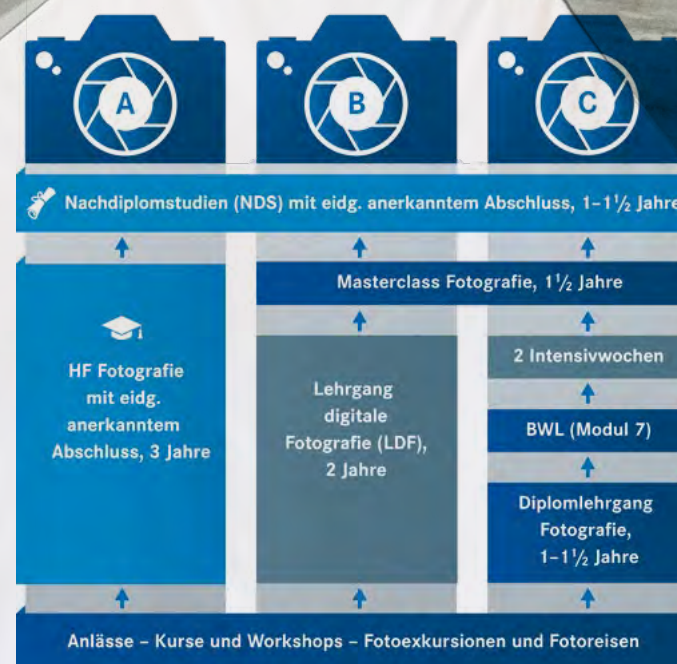 A
B
C
Nachdiplomstudien (NDS) mit eidg. anerkanntem Abschluss, 1–1½ Jahre
Masterclass Fotografie, 1½ Jahre
HF Fotografie
mit eidg.
anerkanntem
Abschluss, 3 Jahre
Lehrgang
digitale
Fotografie (LDF),
2 Jahre
2 Intensivwochen
BWL (Modul 7)
Diplomlehrgang
Fotografie,
1–1½ Jahre
Anlässe – Kurse und Workshops – Fotoexkursionen und Fotoreisen